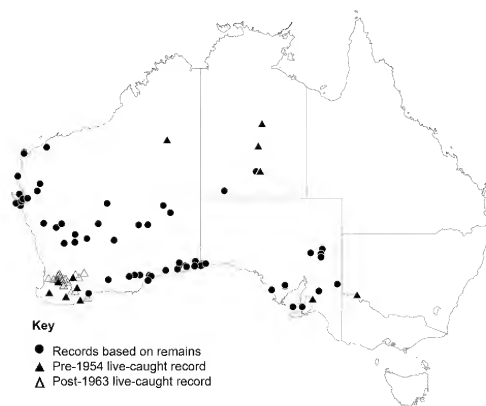 Key
Records based on remains
Pre-1954 live-caught record
Post-1963 live-caught record